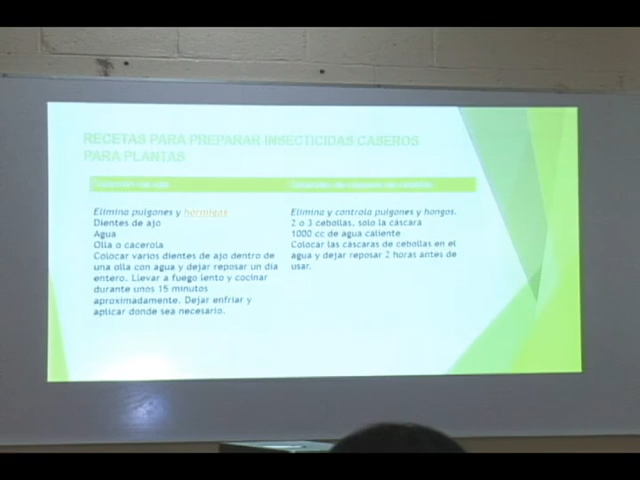 RECETAS PARA PREPARAR INSECTICIDAS CASEROS
PARA PLANTAS
Elimina pulgones y hormigas
Dientes de ajo
Agua
Olla o cacerola
Colocar varios dientes de ajo dentro de
una olla con agua y dejar reposar un día
entero. Llevar a fuego lento y cocinar
durante unos 15 minutos
aproximadamente. Dejar enfriar y
aplicar donde sea necesario.
Elimina y controla pulgones y hongos.
2 o 3 cebollas, solo la cáscara
1000 cc de agua caliente
Colocar las cáscaras de cebollas en el
agua y dejar reposar 2 horas antes de
usar.